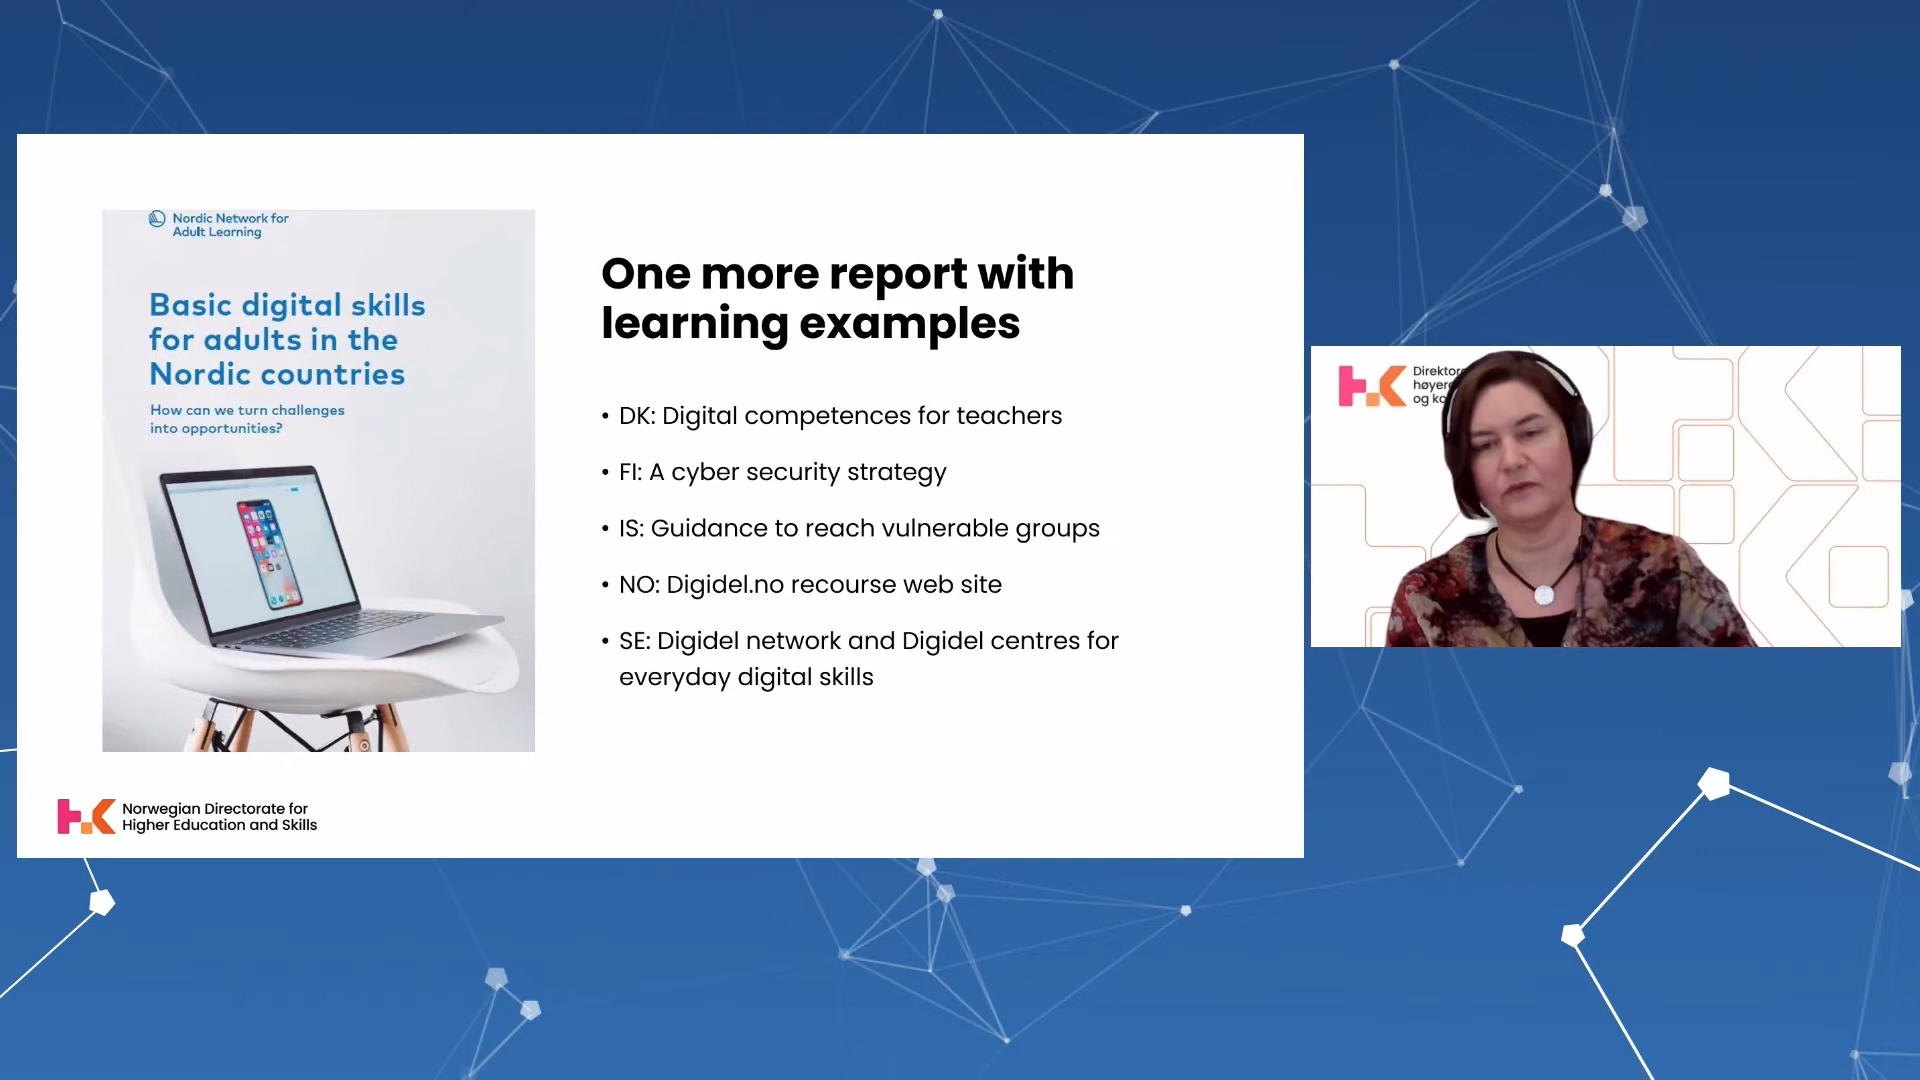 Nordic Network for
Adult Learning
Basic digital skills
for adults in the
Nordic countries
How can we turn challenges
into opportunities?
One more report with
learning examples
• DK: Digital competences for teachers
• FI: A cyber security strategy
• IS: Guidance to reach vulnerable groups
• NO: Digidel.no recourse web site
• SE: Digidel network and Digidel centres for
everyday digital skills
Norwegian Directorate for
Higher Education and Skills
og